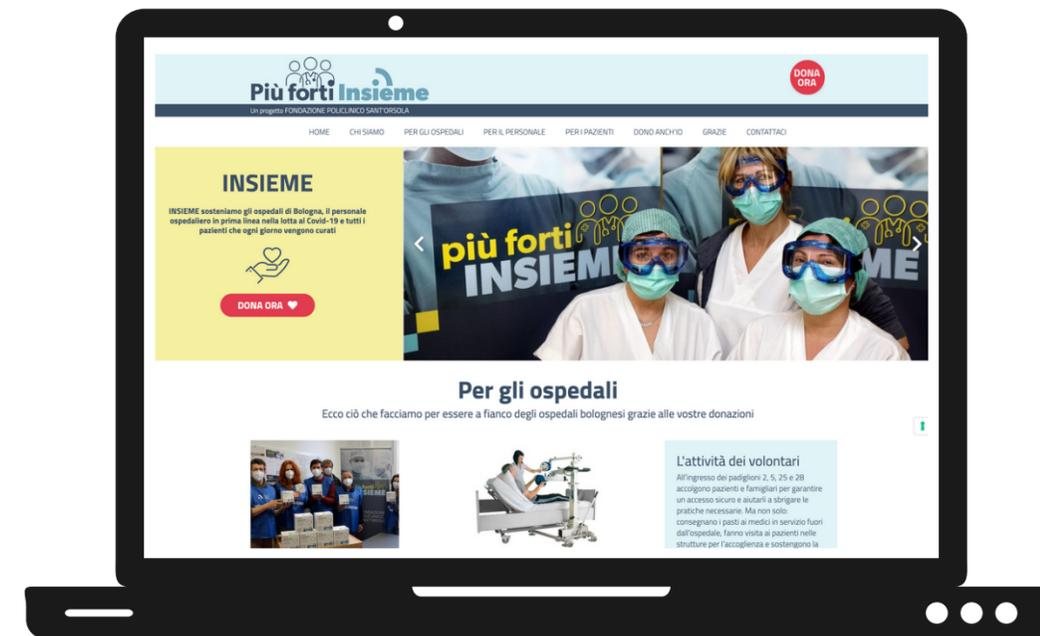 Più forti Insieme
DONA
ORA
Un progetto FONDAZIONE POLICLINICO SANT'ORSOLA
HOME CHI SIAMO PER GLI OSPEDALI PER IL PERSONALE PER I PAZIENTI DONO ANCH'IO GRAZIE CONTATTACI
INSIEME
INSIEME sosteniamo gli ospedali di Bologna, il personale
ospedaliero in prima linea nella lotta al Covid-19 e tutti i
pazienti che ogni giorno vengono curati
DONA ORA
più forti
INSIEME
Per gli ospedali
Ecco ciò che facciamo per essere a fianco degli ospedali bolognesi grazie alle vostre donazioni
L'attività dei volontari
All'ingresso dei padiglioni 2, 5, 25 e 28
accolgono pazienti e famigliari per garantire
un accesso sicuro e aiutarli a sbrigare le
pratiche necessarie. Ma non solo:
consegnano i pasti ai medici in servizio fuori
dall'ospedale, fanno visita ai pazienti nelle
strutture per l'accoglienza e sostengono la